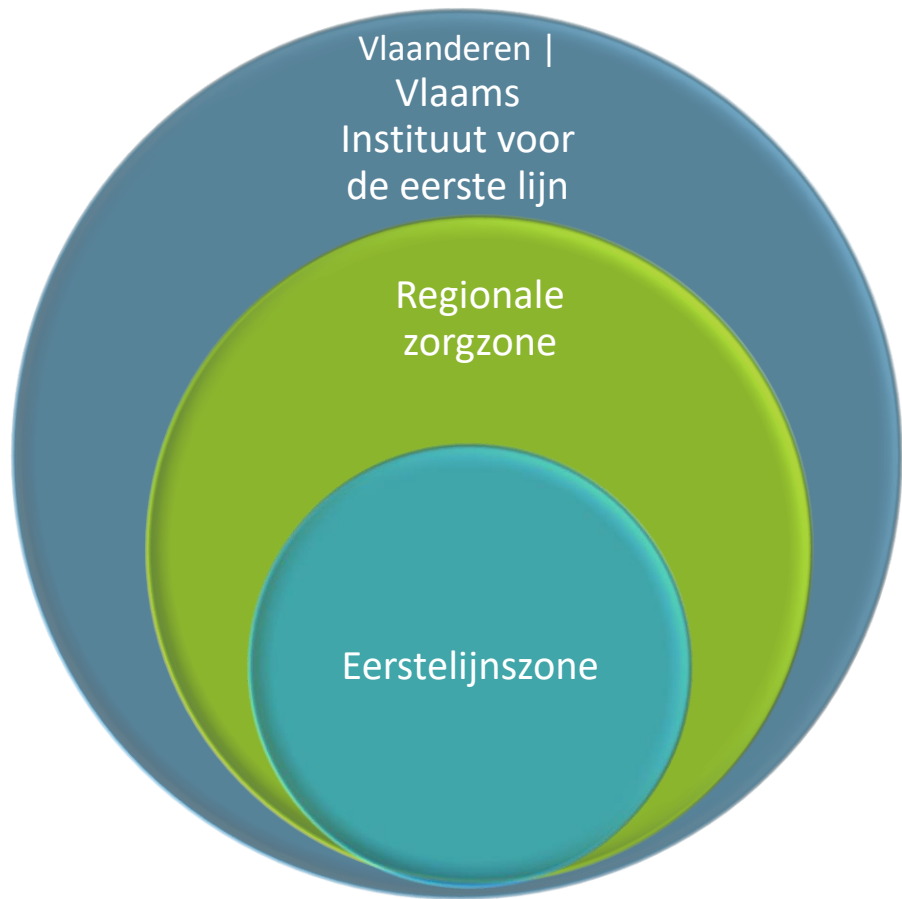 Vlaanderen |
Vlaams
Instituut voor
de eerste lijn
Regionale
zorgzone
Eerstelijnszone